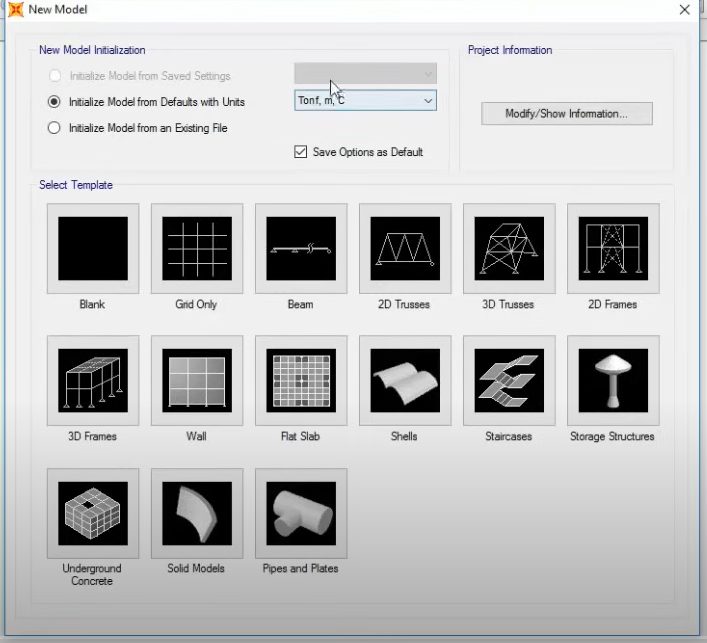 New Model
New Model Initialization
Project Information
Initialize Model from Saved Settings
Initialize Model from Defaults with Units
Tonf, m, C
Modify/Show Information...
Initialize Model from an Existing File
Save Options as Default
Select Template
Blank
Grid Only
Beam
2D Trusses
3D Trusses
2D Frames
3D Frames
Wall
Flat Slab
Shells
Staircases
Storage Structures
Underground
Concrete
Solid Models
Pipes and Plates